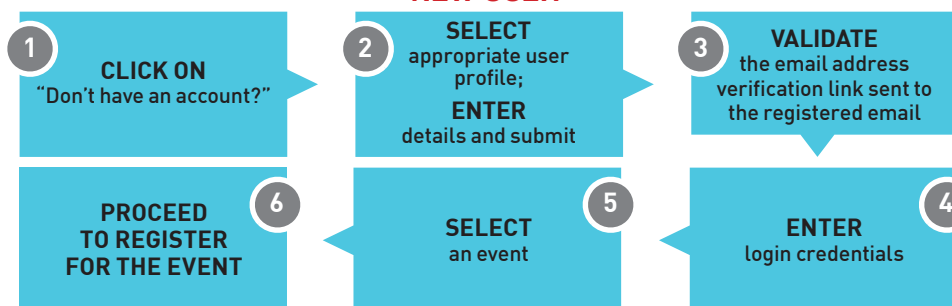 NEW USER
1
CLICK ON
“Don’t have an account?”
2
SELECT
appropriate user
profile;
ENTER
details and submit
3
VALIDATE
the email address
verification link sent to
the registered email
4
ENTER
login credentials
5
SELECT
an event
6
PROCEED
TO REGISTER
FOR THE EVENT